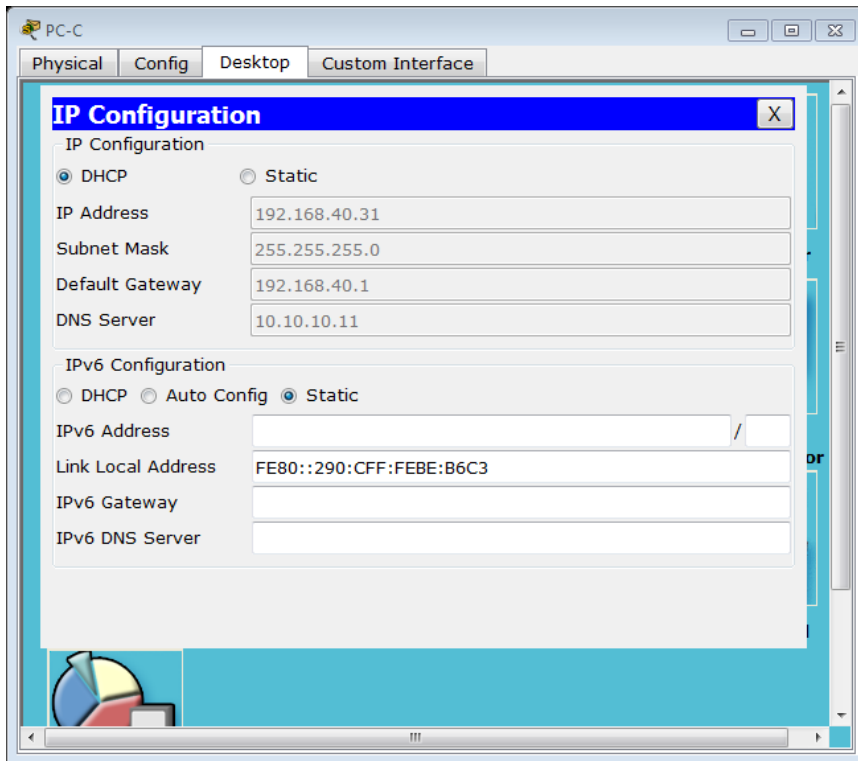 PC-C
Physical Config Desktop Custom Interface
IP Configuration X
IP Configuration
DHCP Static
IP Address 192.168.40.31
Subnet Mask 255.255.255.0
Default Gateway 192.168.40.1
DNS Server 10.10.10.11
IPv6 Configuration
DHCP Auto Config Static
IPv6 Address /
Link Local Address FE80::290:CFF:FEBE:B6C3
or
IPv6 Gateway
IPv6 DNS Server